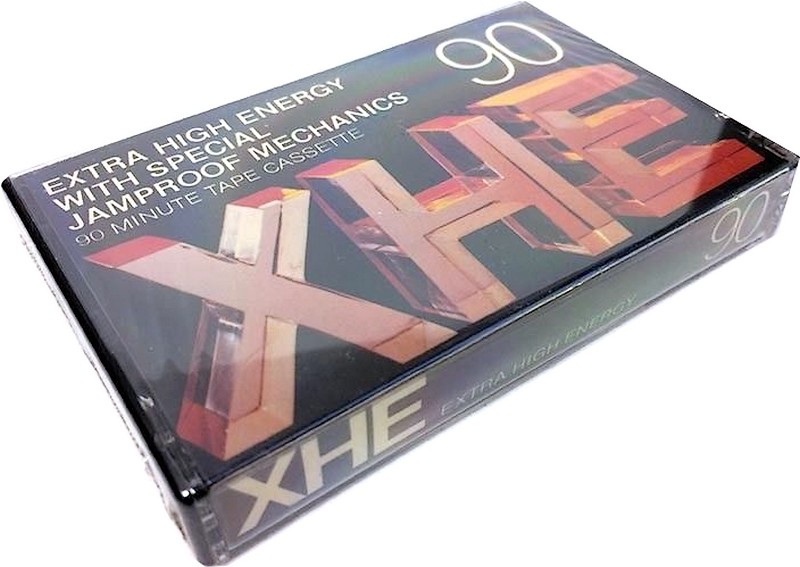 90
EXTRA HIGH ENERGY
WITH SPECIAL
JAMPROOF MECHANICS
90 MINUTE TAPE CASSETTE
XHE
XHE EXTRA HIGH ENERGY 90